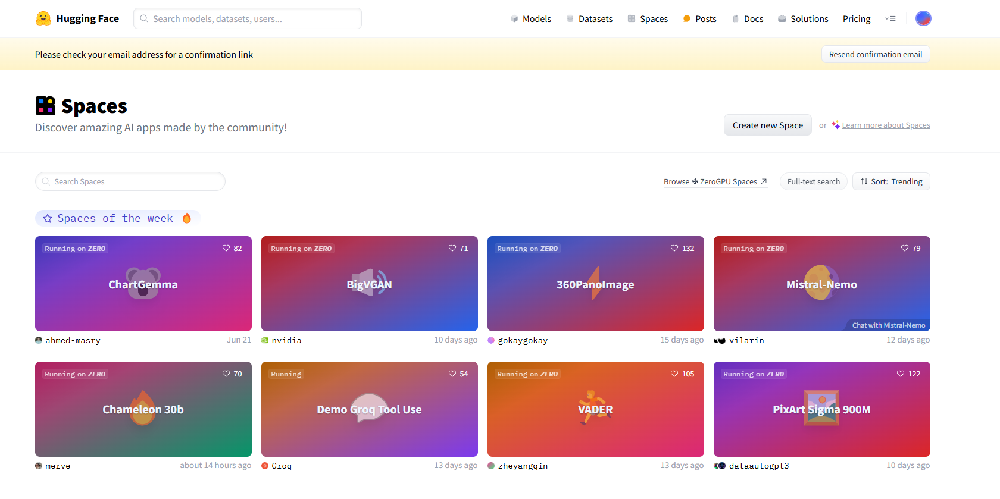 Hugging Face
Search models, datasets, users...
Models
Datasets
Spaces
Posts
Docs
Solutions
Pricing
Please check your email address for a confirmation link
Resend confirmation email
Spaces
Discover amazing AI apps made by the community!
Create new Space
or
Learn more about Spaces
Search Spaces
Browse ZeroGPU Spaces
Full-text search
Sort: Trending
Spaces of the week
Running on ZERO
82
ChartGemma
ahmed-masry
Jun 21
Running on ZERO
71
BigVGAN
nvidia
10 days ago
Running on ZERO
132
360PanoImage
gokaygokay
15 days ago
Running on ZERO
79
Mistral-Nemo
Chat with Mistral-Nemo
vilarin
12 days ago
Running on ZERO
70
Chameleon 30b
merve
about 14 hours ago
Running
54
Demo Groq Tool Use
Groq
13 days ago
Running on ZERO
105
VADER
zheyangqin
13 days ago
Running on ZERO
122
PixArt Sigma 900M
dataautogpt3
10 days ago